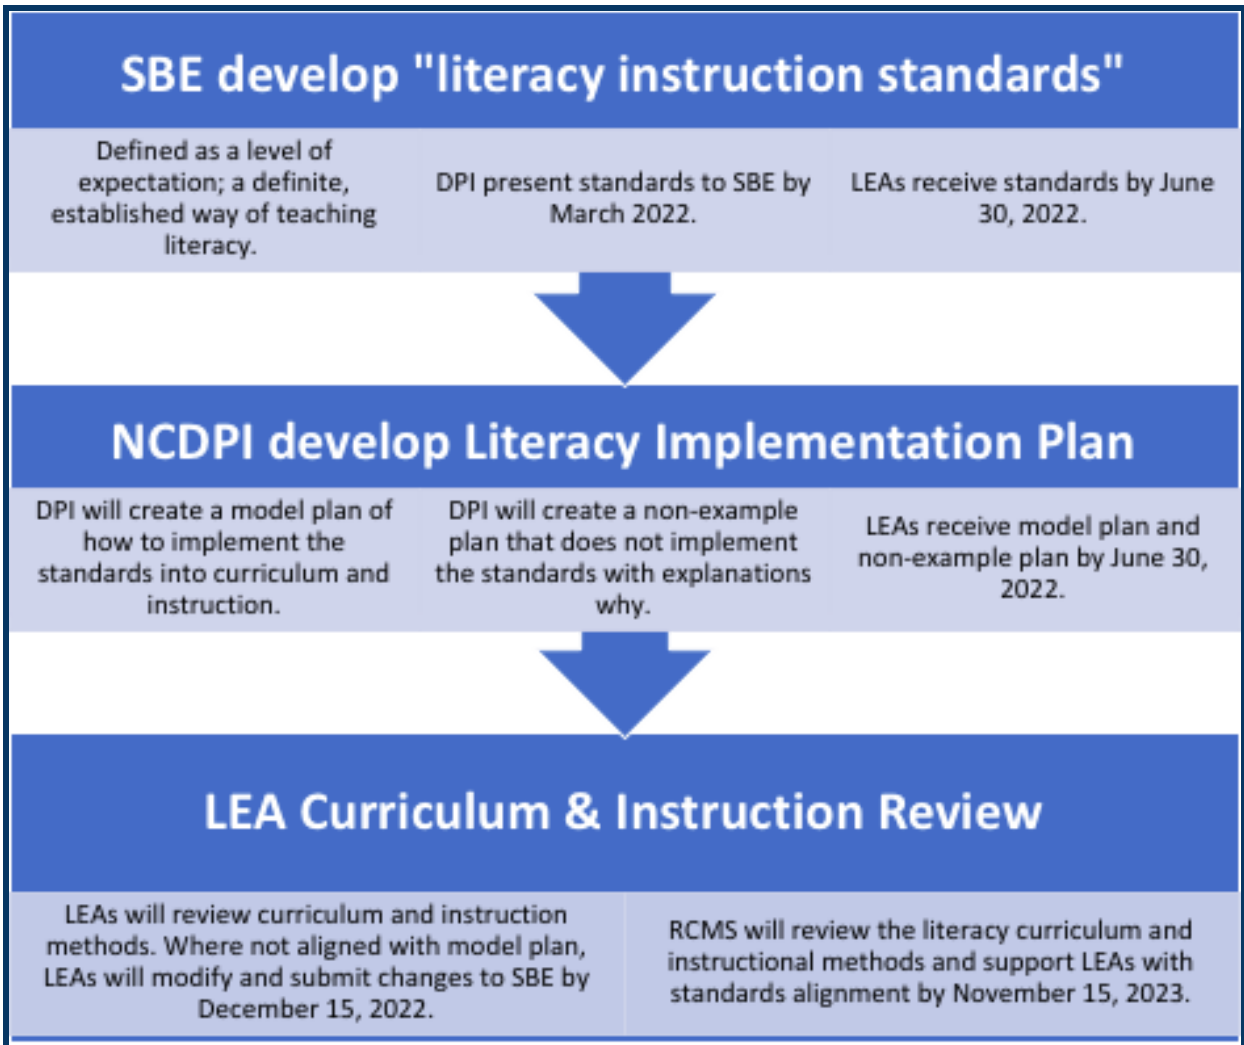 SBE develop "literacy instruction standards"
Defined as a level of
expectation; a definite,
established way of teaching
literacy.
DPI present standards to SBE by
March 2022.
LEAs receive standards by June
30, 2022.
NCDPI develop Literacy Implementation Plan
DPI will create a model plan of
how to implement the
standards into curriculum and
instruction.
DPI will create a non-example
plan that does not implement
the standards with explanations
why.
LEAs receive model plan and
non-example plan by June 30,
2022.
LEA Curriculum & Instruction Review
LEAs will review curriculum and instruction
methods. Where not aligned with model plan,
LEAs will modify and submit changes to SBE by
December 15, 2022.
RCMS will review the literacy curriculum and
instructional methods and support LEAs with
standards alignment by November 15, 2023.